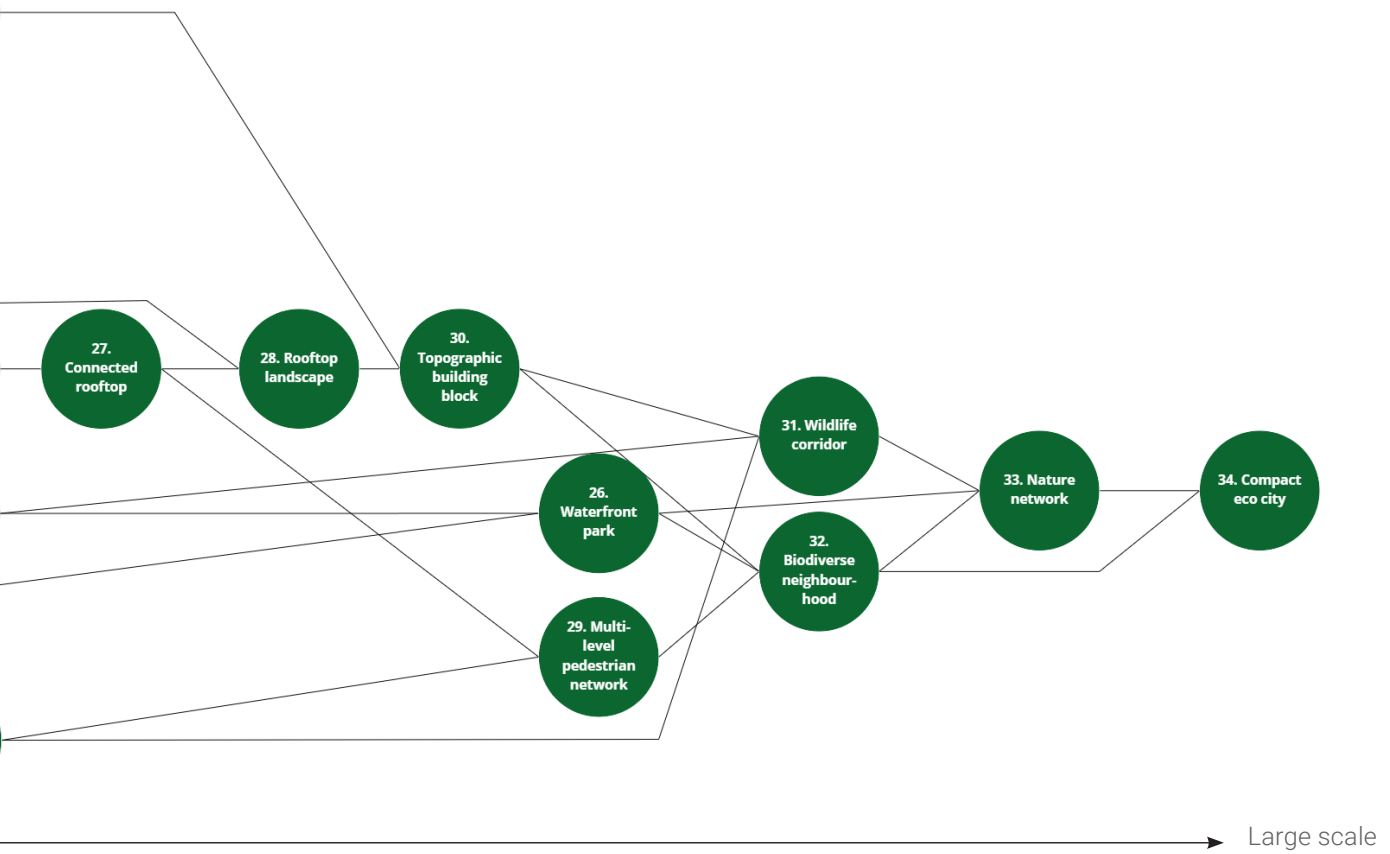 27.
Connected
rooftop
28. Rooftop
landscape
30.
Topographic
building
block
31. Wildlife
corridor
26.
Waterfront
park
33. Nature
network
34. Compact
eco city
32.
Biodiverse
neighbour-
hood
29. Multi-
level
pedestrian
network
Large scale